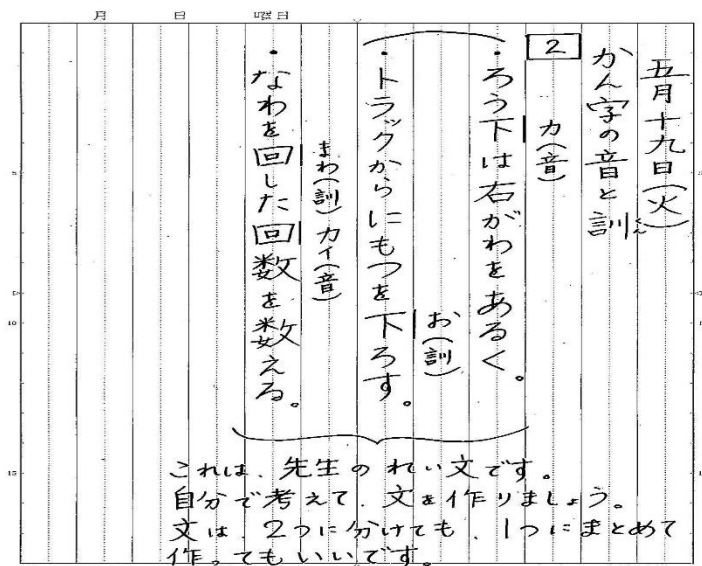 月 日 曜日
五月十九日(火)
かん字の音と訓くん
2
カ(音)
・ろう下は右がわをあるく。
お(訓)
・トラックからにもつを下ろす。
まわ(訓) カイ(音)
・なわを回した回数を数える。
これは、先生のれい文です。
自分で考えて、文を作りましょう。
文は、2つに分けても、1つにまとめて
作ってもいいです。